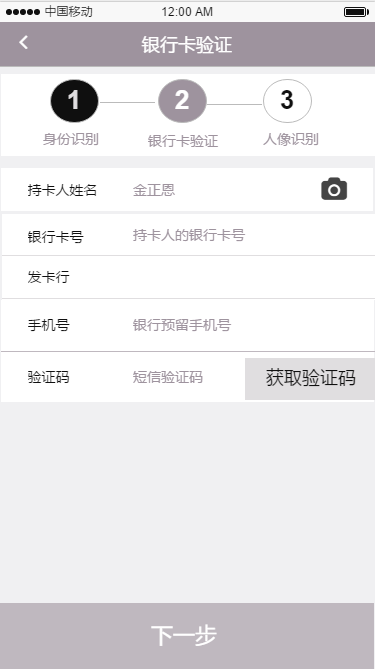 中国移动 12:00 AM
银行卡验证
1 2 3
身份识别 银行卡验证 人像识别
持卡人姓名 金正恩
银行卡号 持卡人的银行卡号
发卡行
手机号 银行预留手机号
验证码 短信验证码 获取验证码
下一步